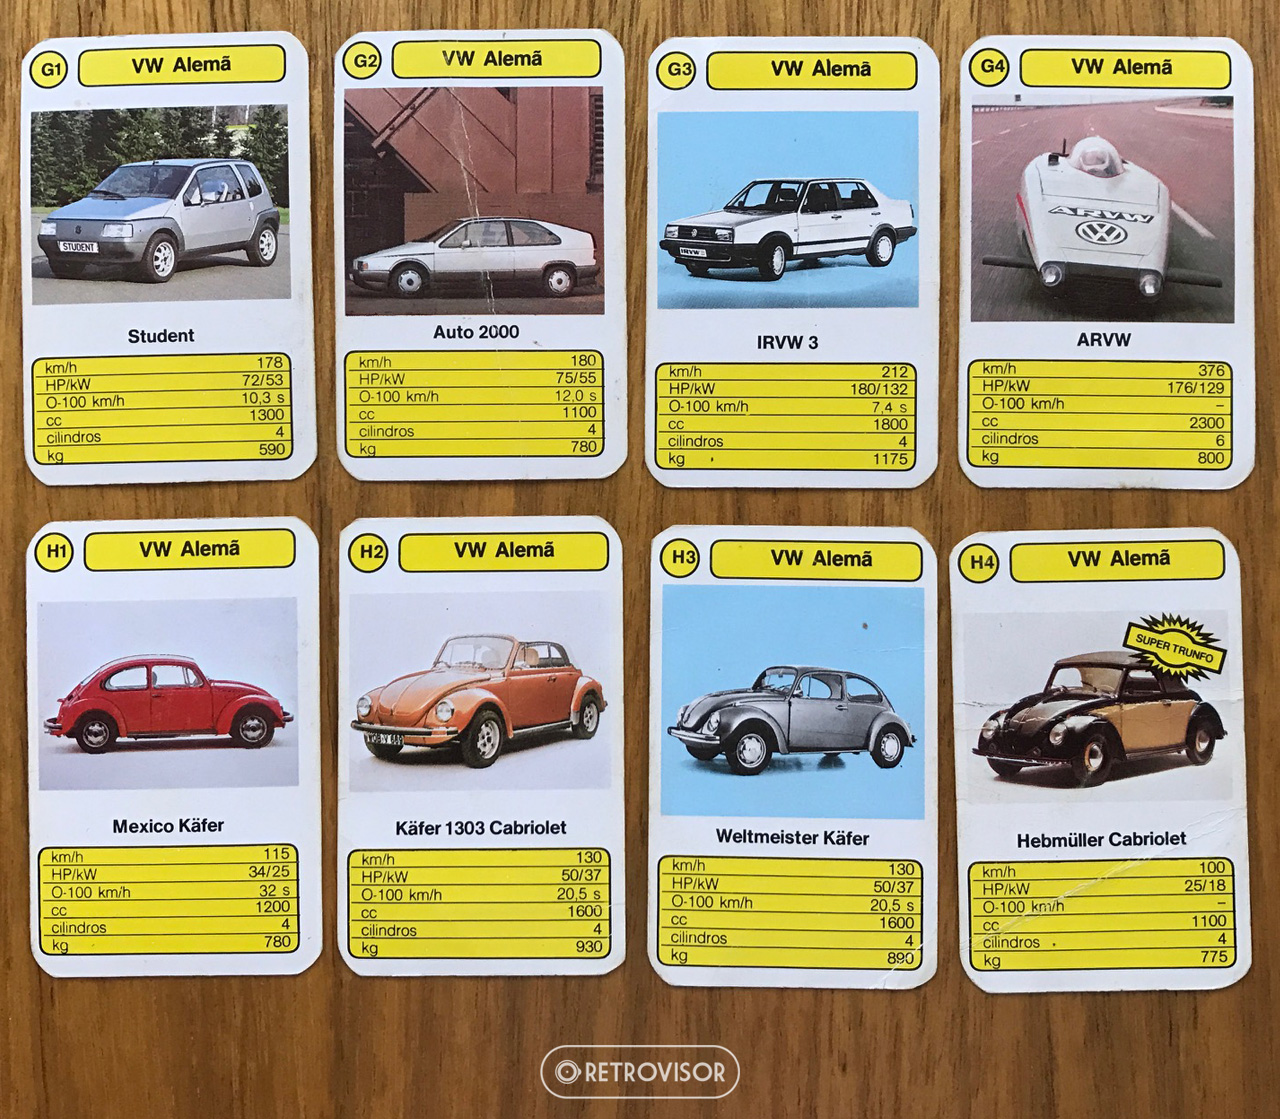 G1 VW Alemã
STUDENT
Student
km/h 178
HP/kW 72/53
0-100 km/h 10,3 s
cc 1300
cilindros 4
kg 590
G2 VW Alemã
Auto 2000
km/h 180
HP/kW 75/55
0-100 km/h 12,0 s
cc 1100
cilindros 4
kg 780
G3 VW Alemã
IRVW 3
km/h 212
HP/kW 180/132
0-100 km/h 7,4 s
cc 1800
cilindros 4
kg 1175
G4 VW Alemã
ARVW
ARVW
km/h 376
HP/kW 176/129
0-100 km/h –
cc 2300
cilindros 6
kg 800
H1 VW Alemã
Mexico Käfer
km/h 115
HP/kW 34/25
0-100 km/h 32 s
cc 1200
cilindros 4
kg 780
H2 VW Alemã
Käfer 1303 Cabriolet
km/h 130
HP/kW 50/37
0-100 km/h 20,5 s
cc 1600
cilindros 4
kg 930
H3 VW Alemã
Weltmeister Käfer
km/h 130
HP/kW 50/37
0-100 km/h 20,5 s
cc 1600
cilindros 4
kg 890
H4 VW Alemã
SUPER TRUNFO
Hebmüller Cabriolet
km/h 100
HP/kW 25/18
0-100 km/h –
cc 1100
cilindros 4
kg 775
RETROVISOR